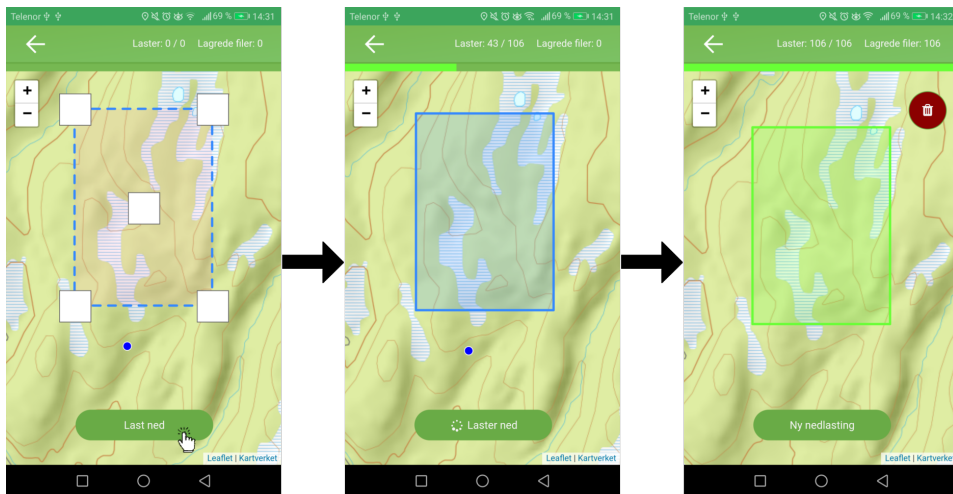 Telenor 69 % 14:31
Laster: 0 / 0 Lagrede filer: 0
+
−
Last ned
Leaflet | Kartverket
Telenor 69 % 14:31
Laster: 43 / 106 Lagrede filer: 0
+
−
Laster ned
Leaflet | Kartverket
Telenor 69 % 14:32
Laster: 106 / 106 Lagrede filer: 106
+
−
Ny nedlasting
Leaflet | Kartverket